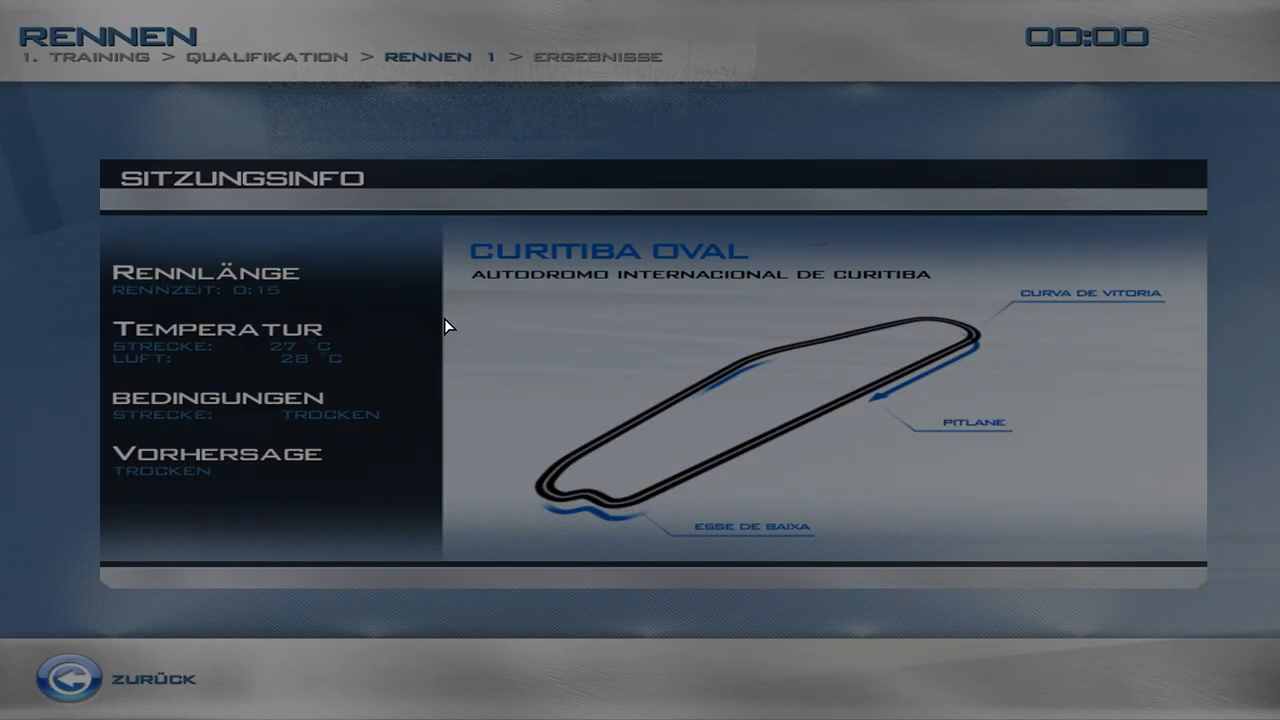 RENNEN
00:00
1. TRAINING > QUALIFIKATION > RENNEN 1 > ERGEBNISSE
SITZUNGSINFO
CURITIBA OVAL
AUTODROMO INTERNACIONAL DE CURITIBA
RENNLÄNGE
RENNZEIT: 0:15
TEMPERATUR
STRECKE: 27 °C
LUFT: 28 °C
BEDINGUNGEN
STRECKE: TROCKEN
VORHERSAGE
TROCKEN
CURVA DE VITORIA
PITLANE
ESSE DE BAIXA
ZURÜCK